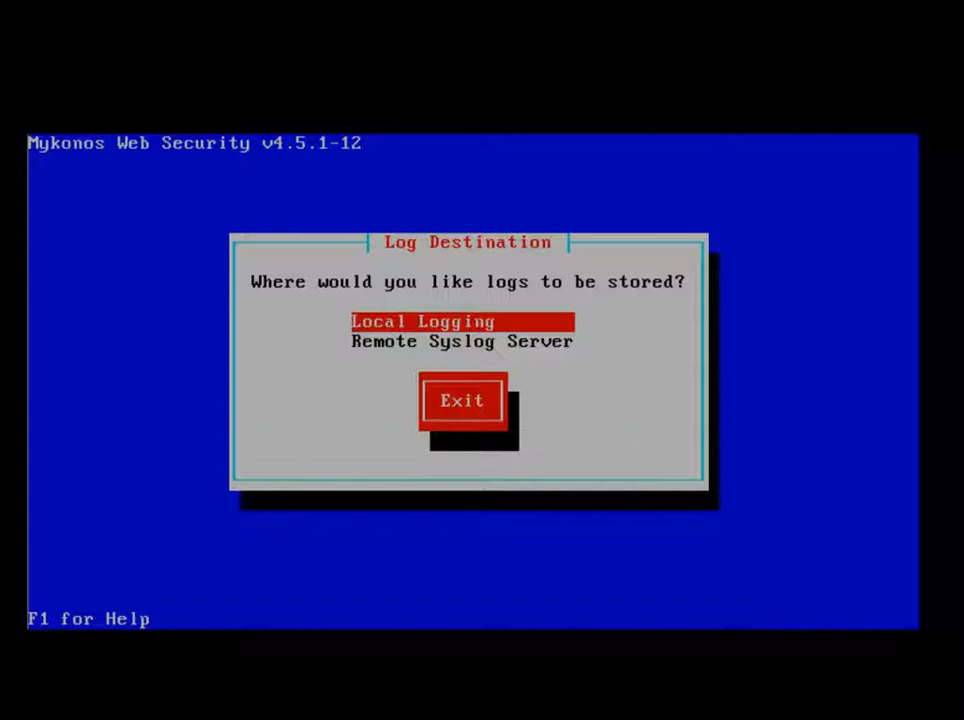 Mykonos Web Security v4.5.1-12
Log Destination
Where would you like logs to be stored?
Local Logging
Remote Syslog Server
Exit
F1 for Help